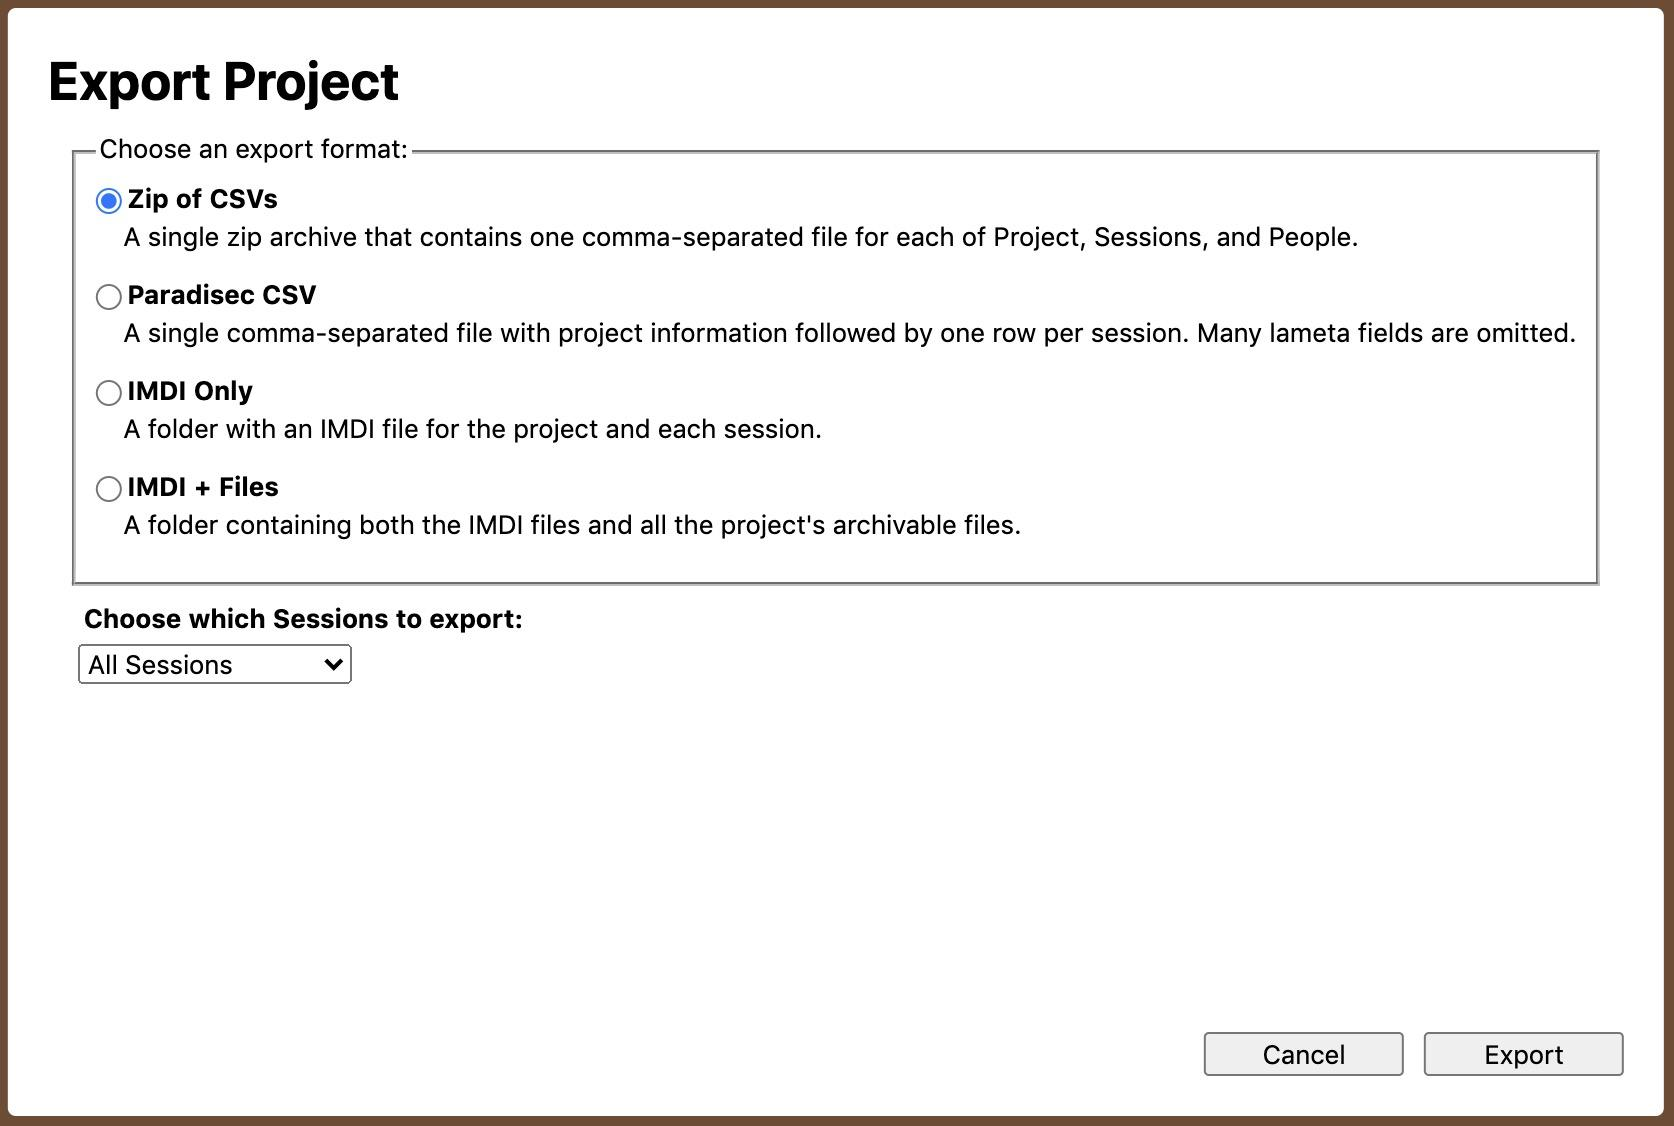 Export Project
Choose an export format:
Zip of CSVs
A single zip archive that contains one comma-separated file for each of Project, Sessions, and People.
Paradisec CSV
A single comma-separated file with project information followed by one row per session. Many lameta fields are omitted.
IMDI Only
A folder with an IMDI file for the project and each session.
IMDI + Files
A folder containing both the IMDI files and all the project's archivable files.
Choose which Sessions to export:
All Sessions
Cancel
Export